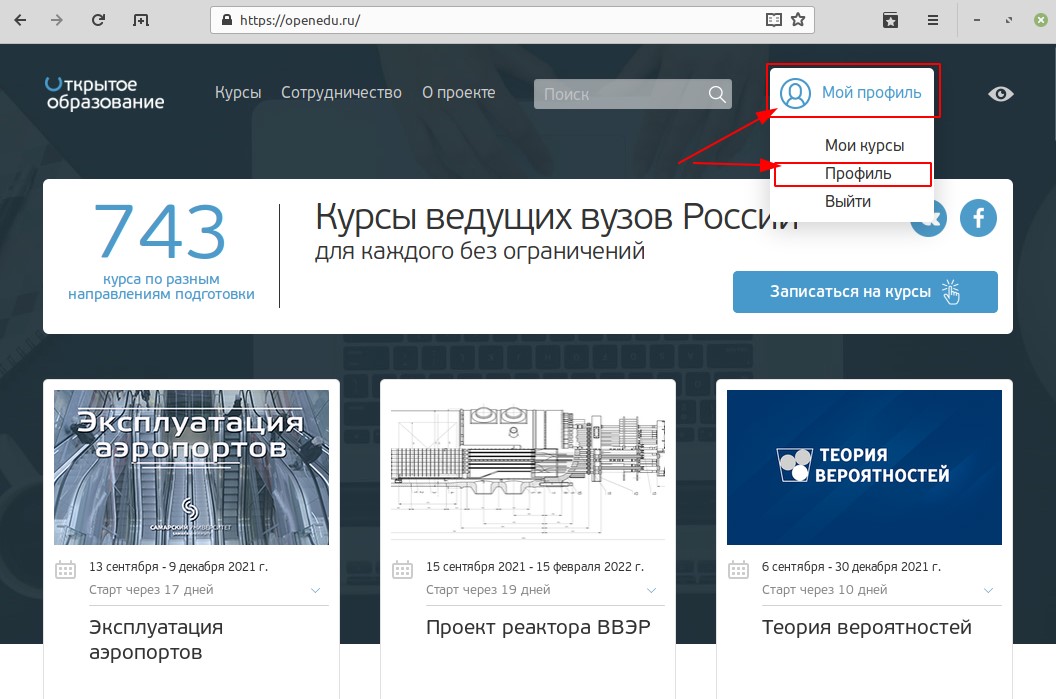 https://openedu.ru/
Открытое
образование
Курсы Сотрудничество О проекте
Поиск
Мой профиль
Мои курсы
Профиль
Выйти
743
курса по разным
направлениям подготовки
Курсы ведущих вузов России
для каждого без ограничений
Записаться на курсы
Эксплуатация
аэропортов
САМАРСКИЙ УНИВЕРСИТЕТ
13 сентября - 9 декабря 2021 г.
Старт через 17 дней
Эксплуатация
аэропортов
15 сентября 2021 - 15 февраля 2022 г.
Старт через 19 дней
Проект реактора ВВЭР
ТЕОРИЯ
ВЕРОЯТНОСТЕЙ
6 сентября - 30 декабря 2021 г.
Старт через 10 дней
Теория вероятностей